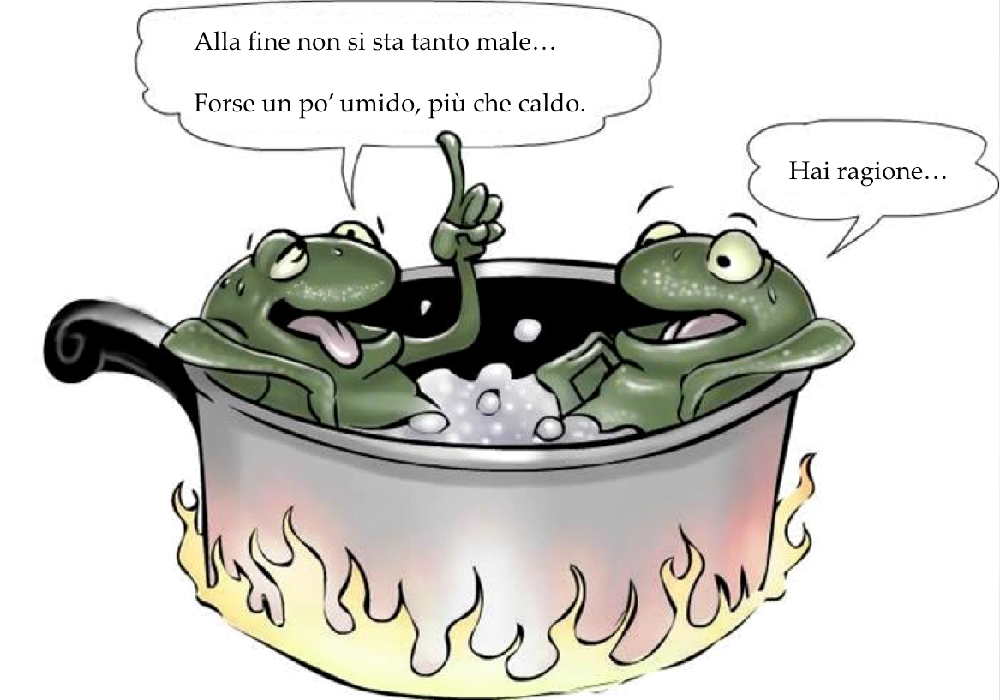 Alla fine non si sta tanto male…
Forse un po’ umido, più che caldo.
Hai ragione…